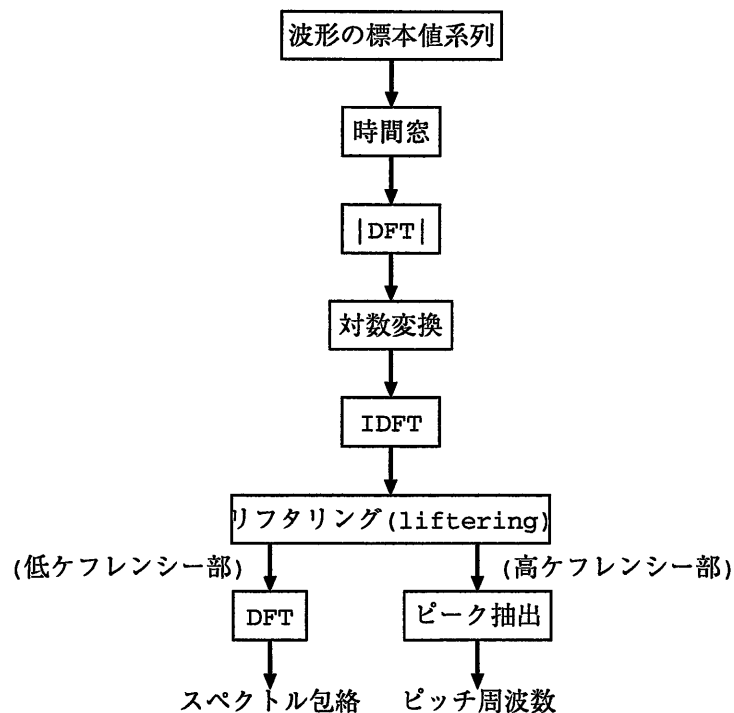 波形の標本値系列
時間窓
|DFT|
対数変換
IDFT
リフタリング(liftering)
(低ケフレンシー部)
(高ケフレンシー部)
DFT
ピーク抽出
スペクトル包絡
ピッチ周波数